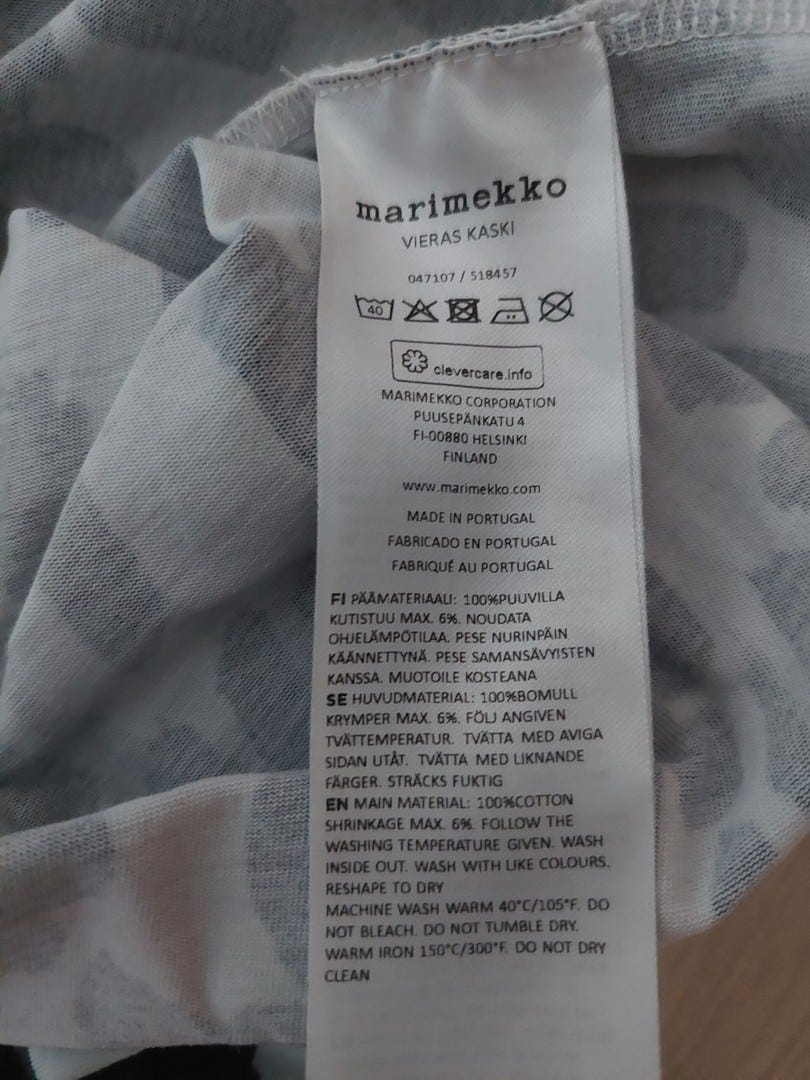 marimekko
VIERAS KASKI
047107 / 518457
40
clevercare.info
MARIMEKKO CORPORATION
PUUSEPÄNKATU 4
FI-00880 HELSINKI
FINLAND
www.marimekko.com
MADE IN PORTUGAL
FABRICADO EN PORTUGAL
FABRIQUÉ AU PORTUGAL
FI PÄÄMATERIAALI: 100%PUUVILLA
KUTISTUU MAX. 6%. NOUDATA
OHJELÄMPÖTILAA. PESE NURINPÄIN
KÄÄNNETTYNÄ. PESE SAMANSÄVYISTEN
KANSSA. MUOTOILE KOSTEANA
SE HUVUDMATERIAL: 100%BOMULL
KRYMPER MAX. 6%. FÖLJ ANGIVEN
TVÄTTEMPERATUR. TVÄTTA MED AVIGA
SIDAN UTÅT. TVÄTTA MED LIKNANDE
FÄRGER. STRÄCKS FUKTIG
EN MAIN MATERIAL: 100%COTTON
SHRINKAGE MAX. 6%. FOLLOW THE
WASHING TEMPERATURE GIVEN. WASH
INSIDE OUT. WASH WITH LIKE COLOURS.
RESHAPE TO DRY
MACHINE WASH WARM 40°C/105°F. DO
NOT BLEACH. DO NOT TUMBLE DRY.
WARM IRON 150°C/300°F. DO NOT DRY
CLEAN